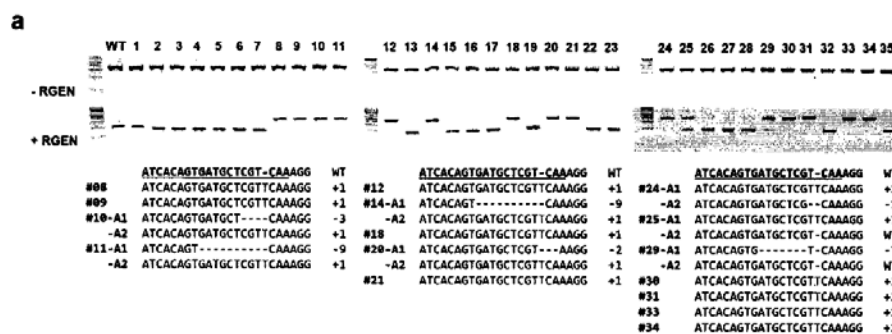 a
WT 1 2 3 4 5 6 7 8 9 10 11
12 13 14 15 16 17 18 19 20 21 22 23
24 25 26 27 28 29 30 31 32 33 34 35
- RGEN
+ RGEN
ATCACAGTGATGCTCGT-CAAAGG WT
#08 ATCACAGTGATGCTCGTTCAAAGG +1
#09 ATCACAGTGATGCTCGTTCAAAGG +1
#10-A1 ATCACAGTGATGCT----CAAAGG -3
-A2 ATCACAGTGATGCTCGTTCAAAGG +1
#11-A1 ATCACAGT----------CAAAGG -9
-A2 ATCACAGTGATGCTCGTTCAAAGG +1
ATCACAGTGATGCTCGT-CAAAGG WT
#12 ATCACAGTGATGCTCGTTCAAAGG +1
#14-A1 ATCACAGT----------CAAAGG -9
-A2 ATCACAGTGATGCTCGTTCAAAGG +1
#18 ATCACAGTGATGCTCGTTCAAAGG +1
#20-A1 ATCACAGTGATGCTCGT---AAAGG -2
-A2 ATCACAGTGATGCTCGTTCAAAGG +1
#21 ATCACAGTGATGCTCGTTCAAAGG +1
ATCACAGTGATGCTCGT-CAAAGG
#24-A1 ATCACAGTGATGCTCGTTCAAAGG
-A2 ATCACAGTGATGCTCG--CAAAGG
#25-A1 ATCACAGTGATGCTCGTTCAAAGG
-A2 ATCACAGTGATGCTCGT-CAAAGG
#29-A1 ATCACAGTG-------T-CAAAGG
-A2 ATCACAGTGATGCTCGT-CAAAGG
#30 ATCACAGTGATGCTCGTTCAAAGG
#31 ATCACAGTGATGCTCGTTCAAAGG
#33 ATCACAGTGATGCTCGTTCAAAGG
#34 ATCACAGTGATGCTCGTTCAAAGG